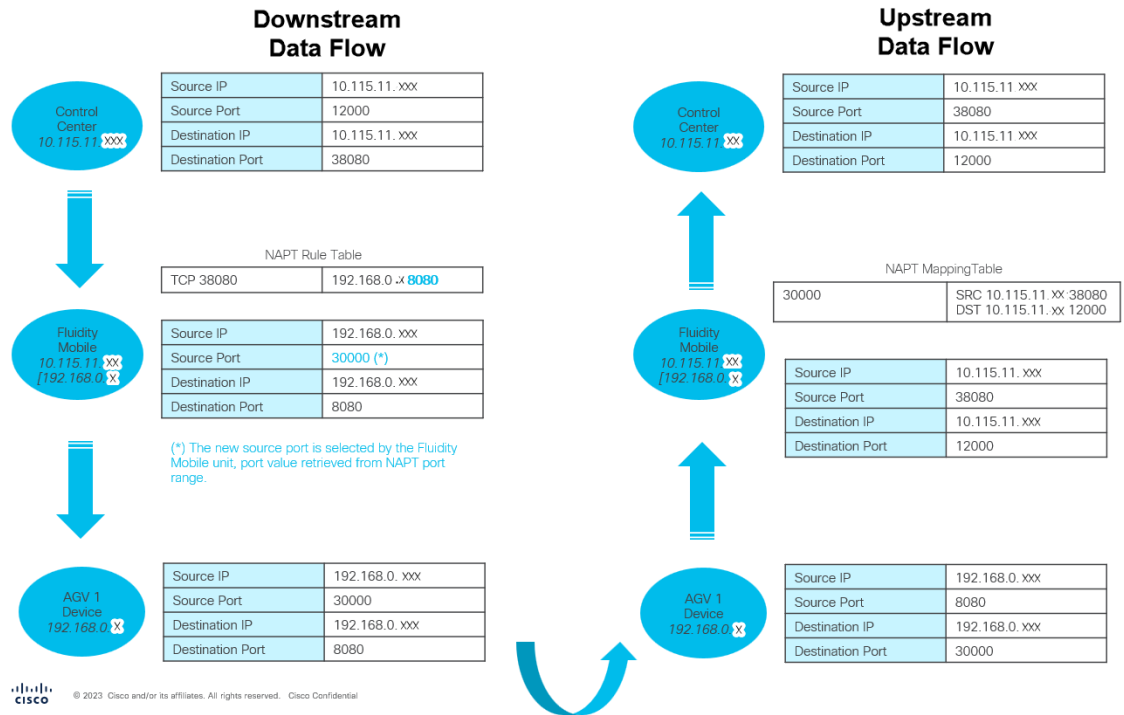 Downstream
Data Flow
Control
Center
10.115.11.XXX
Source IP 10.115.11. XXX
Source Port 12000
Destination IP 10.115.11. XXX
Destination Port 38080
NAPT Rule Table
TCP 38080 192.168.0 .X 8080
Fluidity
Mobile
10.115.11.XX
[192.168.0.X
Source IP 192.168.0. XXX
Source Port 30000 (*)
Destination IP 192.168.0. XXX
Destination Port 8080
(*) The new source port is selected by the Fluidity
Mobile unit, port value retrieved from NAPT port
range.
AGV 1
Device
192.168.0.X
Source IP 192.168.0. XXX
Source Port 30000
Destination IP 192.168.0. XXX
Destination Port 8080
Upstream
Data Flow
Control
Center
10.115.11.XX
Source IP 10.115.11 XXX
Source Port 38080
Destination IP 10.115.11 XXX
Destination Port 12000
NAPT MappingTable
30000 SRC 10.115.11. XX:38080
DST 10.115.11. XX 12000
Fluidity
Mobile
10.115.11.XX
[192.168.0.X
Source IP 10.115.11. XXX
Source Port 38080
Destination IP 10.115.11. XXX
Destination Port 12000
AGV 1
Device
192.168.0.X
Source IP 192.168.0. XXX
Source Port 8080
Destination IP 192.168.0. XXX
Destination Port 30000
CISCO
© 2023 Cisco and/or its affiliates. All rights reserved. Cisco Confidential